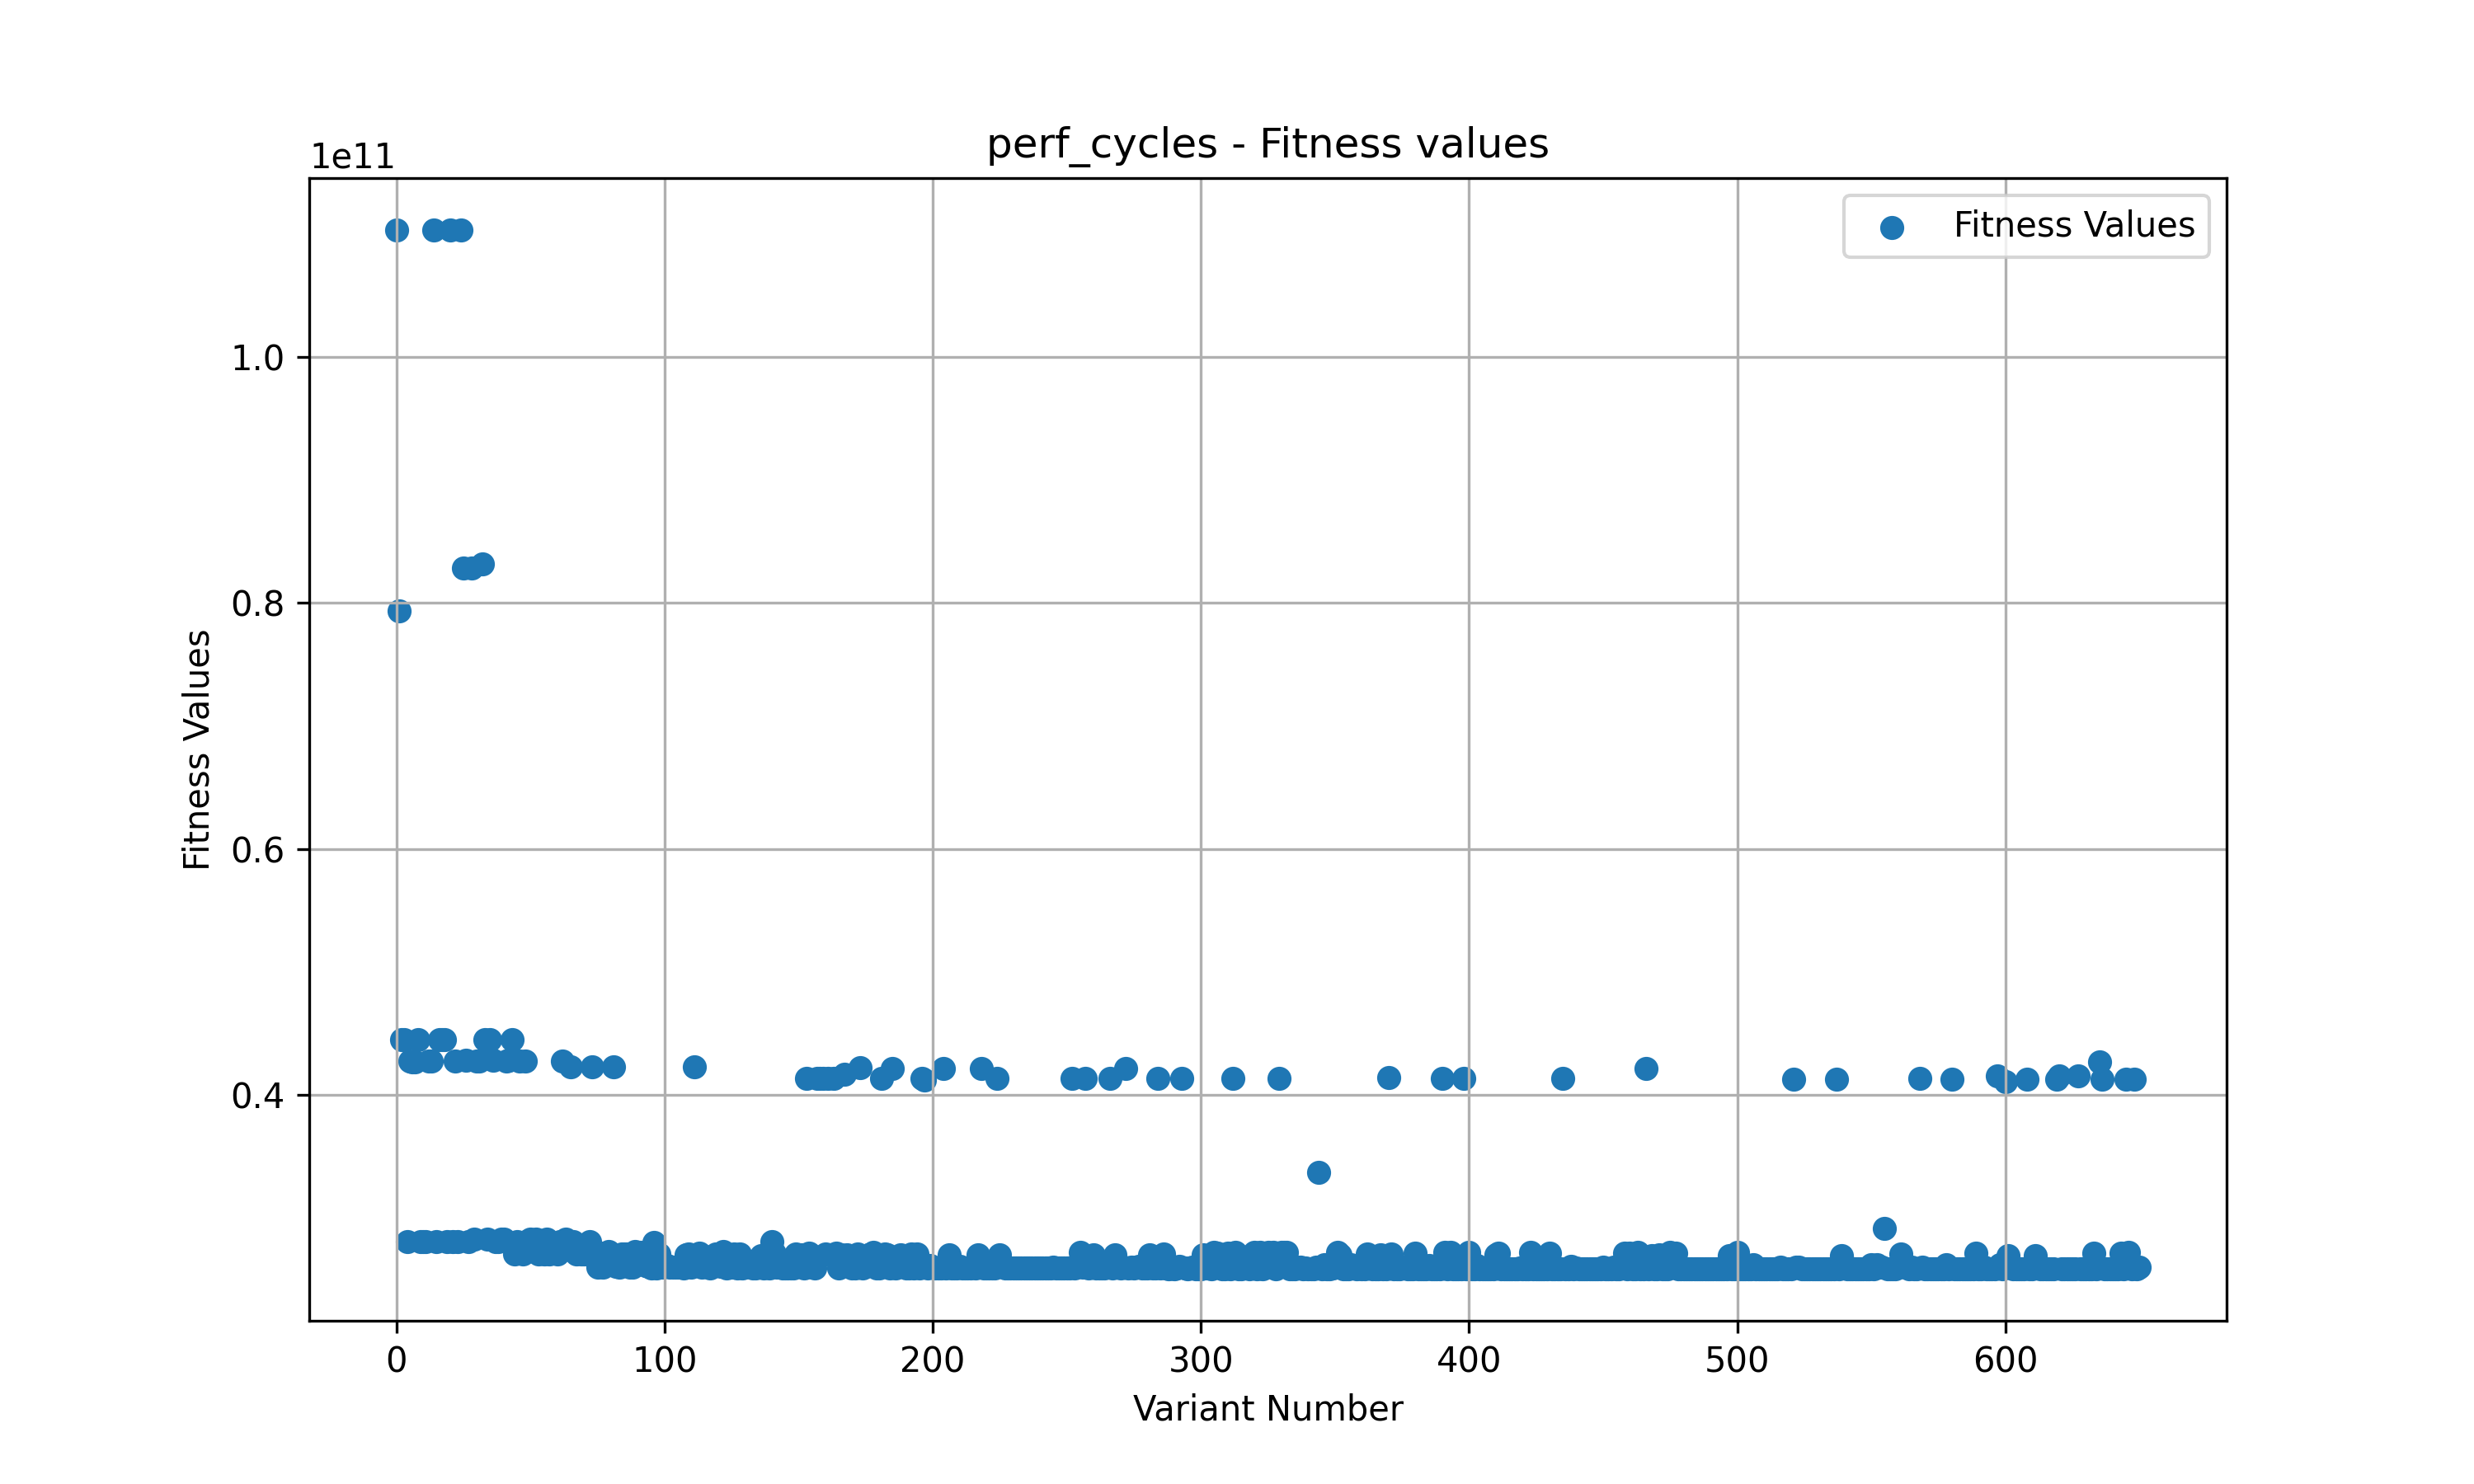 perf_cycles - Fitness values
1e11
Fitness Values
1.0
0.8
0.6
0.4
Fitness Values
0 100 200 300 400 500 600
Variant Number